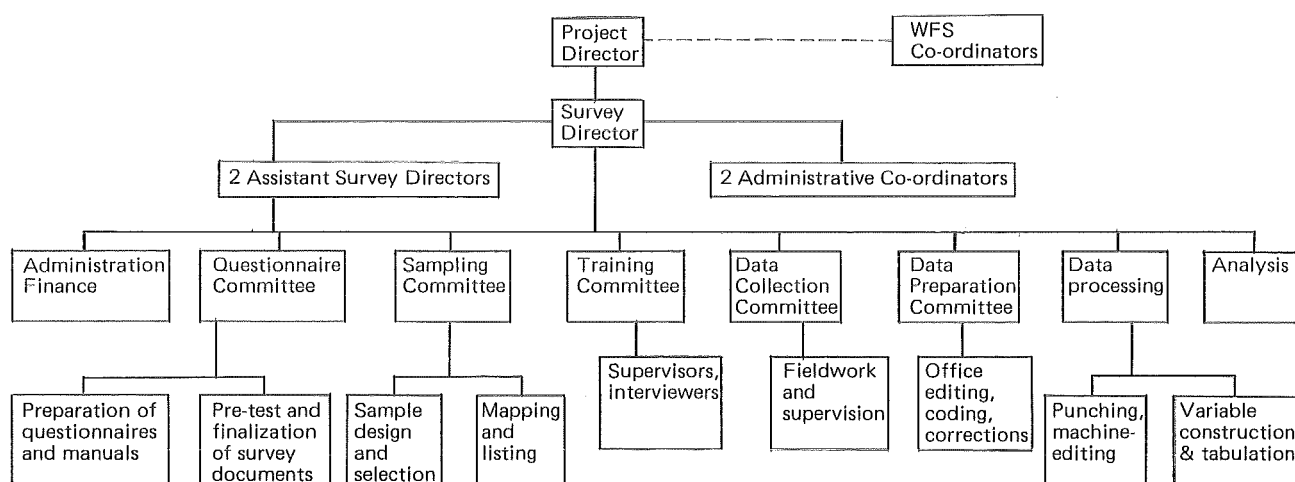 Project
Director
WFS
Co-ordinators
Survey
Director
2 Assistant Survey Directors
2 Administrative Co-ordinators
Administration
Finance
Questionnaire
Committee
Sampling
Committee
Training
Committee
Data
Collection
Committee
Data
Preparation
Committee
Data
processing
Analysis
Preparation of
questionnaires
and manuals
Pre-test and
finalization
of survey
documents
Sample
design
and
selection
Mapping
and
listing
Supervisors,
interviewers
Fieldwork
and
supervision
Office
editing,
coding,
corrections
Punching,
machine-
editing
Variable
construction
& tabulation